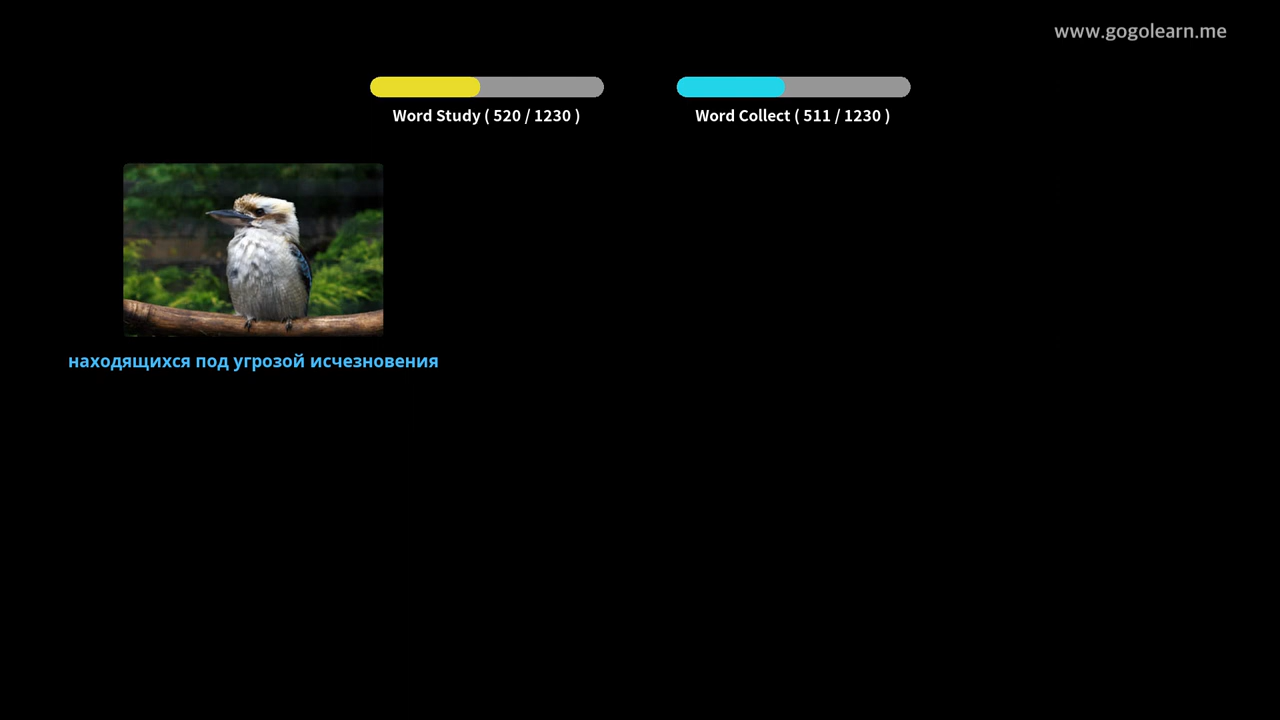 www.gogolearn.me
Word Study ( 520 / 1230 )
Word Collect ( 511 / 1230 )
находящихся под угрозой исчезновения